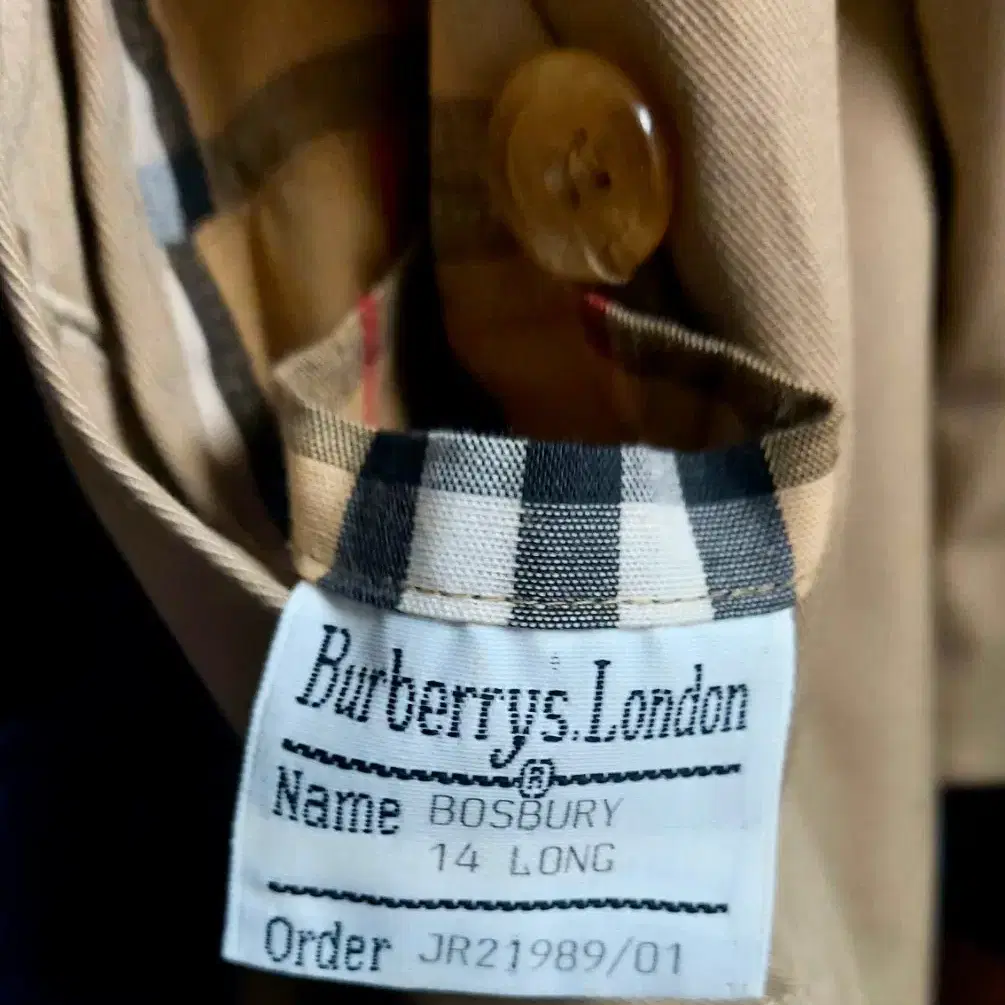 Burberrys.London
®
Name BOSBURY
14 LONG
Order JR21989/01